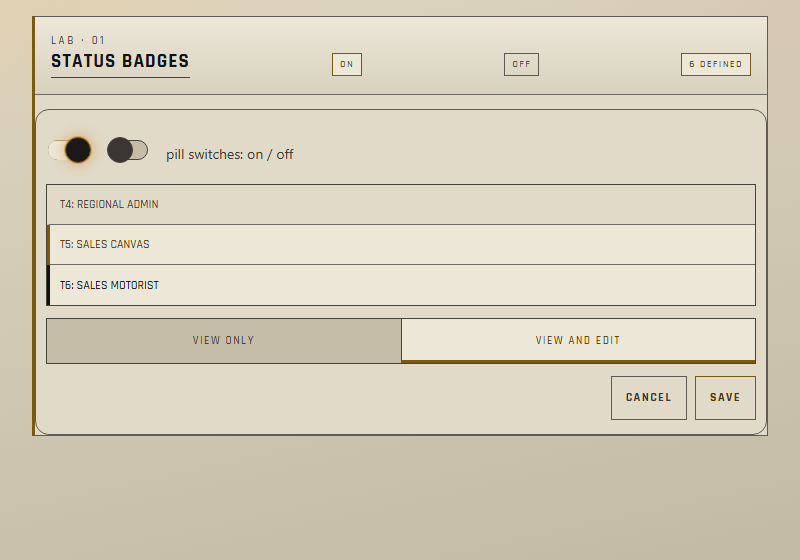 LAB · 01
STATUS BADGES
ON
OFF
6 DEFINED
pill switches: on / off
T4: REGIONAL ADMIN
T5: SALES CANVAS
T6: SALES MOTORIST
VIEW ONLY
VIEW AND EDIT
CANCEL
SAVE